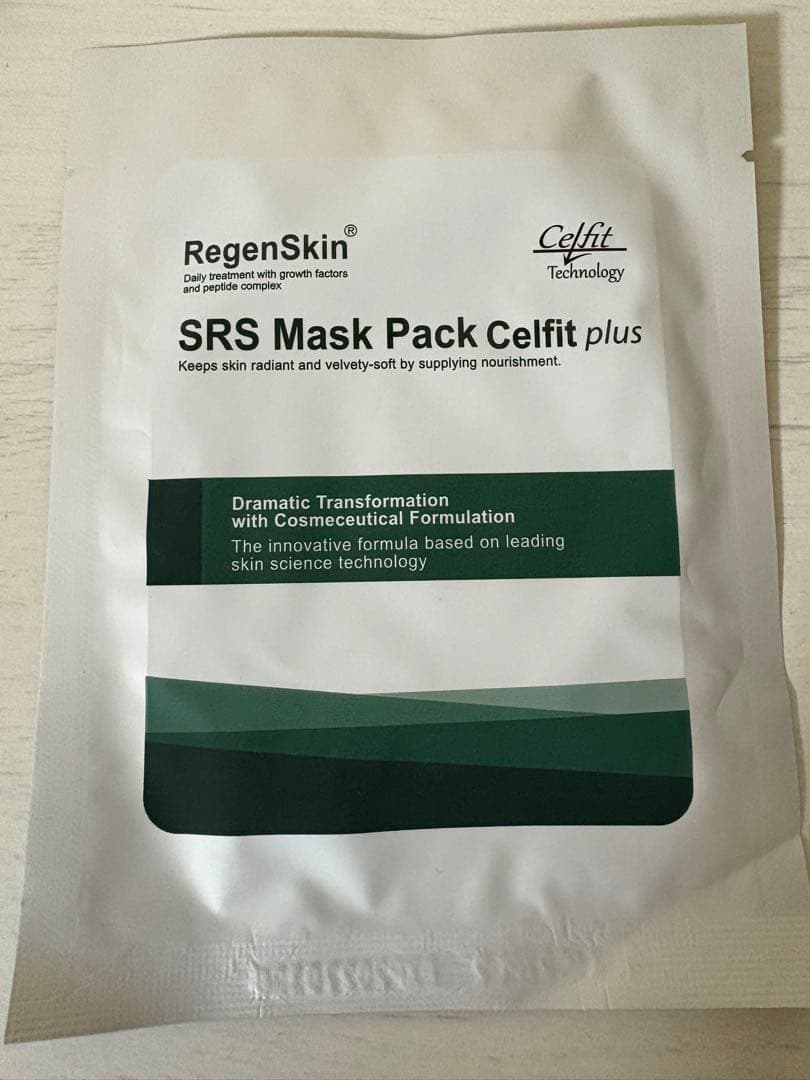 RegenSkin®
Daily treatment with growth factors
and peptide complex
Celfit
Technology
SRS Mask Pack Celfit plus
Keeps skin radiant and velvety-soft by supplying nourishment.
Dramatic Transformation
with Cosmeceutical Formulation
The innovative formula based on leading
skin science technology